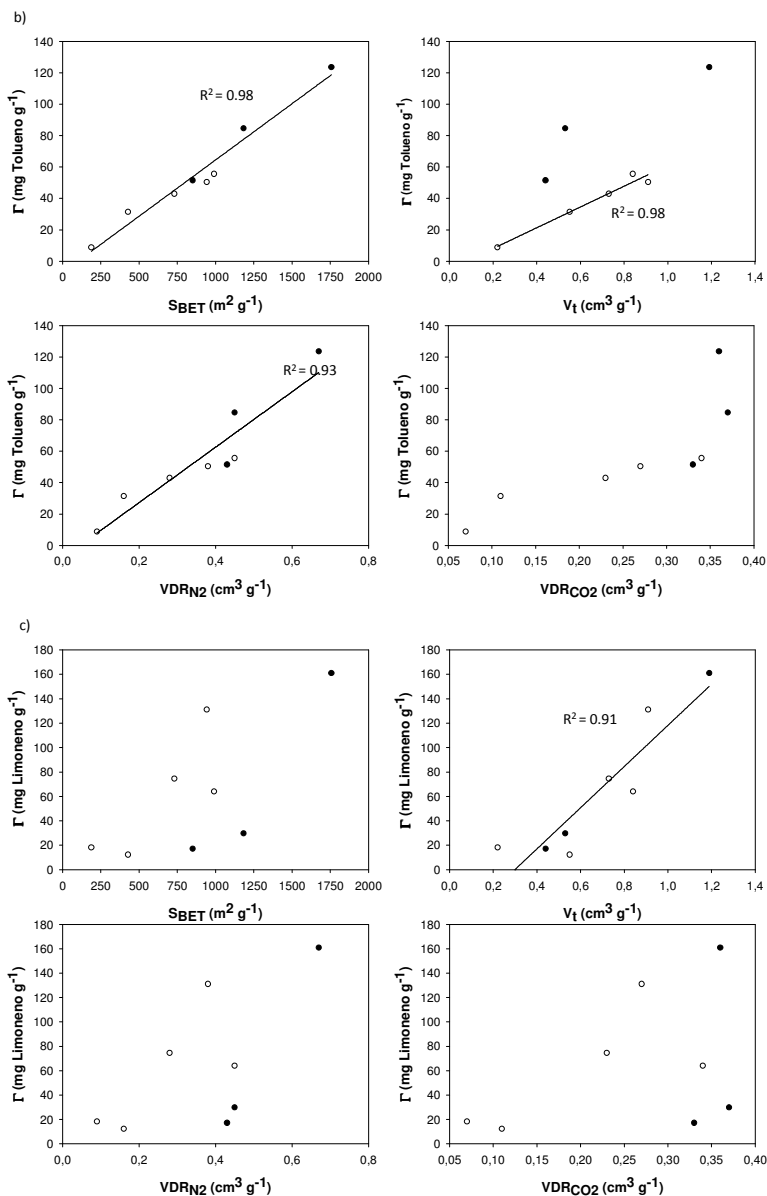 b)
Γ (mg Tolueno g-1)
140
120
100
80
60
40
20
0
R2 = 0.98
0 250 500 750 1000 1250 1500 1750 2000
SBET (m2 g-1)
Γ (mg Tolueno g-1)
140
120
100
80
60
40
20
0
R2 = 0.98
0,0 0,2 0,4 0,6 0,8 1,0 1,2 1,4
Vt (cm3 g-1)
Γ (mg Tolueno g-1)
140
120
100
80
60
40
20
0
R2 = 0.93
0,0 0,2 0,4 0,6 0,8
VDRN2 (cm3 g-1)
Γ (mg Tolueno g-1)
140
120
100
80
60
40
20
0
0,05 0,10 0,15 0,20 0,25 0,30 0,35 0,40
VDRCO2 (cm3 g-1)
c)
Γ (mg Limoneno g-1)
180
160
140
120
100
80
60
40
20
0
0 250 500 750 1000 1250 1500 1750 2000
SBET (m2 g-1)
Γ (mg Limoneno g-1)
180
160
140
120
100
80
60
40
20
0
R2 = 0.91
0,0 0,2 0,4 0,6 0,8 1,0 1,2 1,4
Vt (cm3 g-1)
Γ (mg Limoneno g-1)
180
160
140
120
100
80
60
40
20
0
0,0 0,2 0,4 0,6 0,8
VDRN2 (cm3 g-1)
Γ (mg Limoneno g-1)
180
160
140
120
100
80
60
40
20
0
0,05 0,10 0,15 0,20 0,25 0,30 0,35 0,40
VDRCO2 (cm3 g-1)